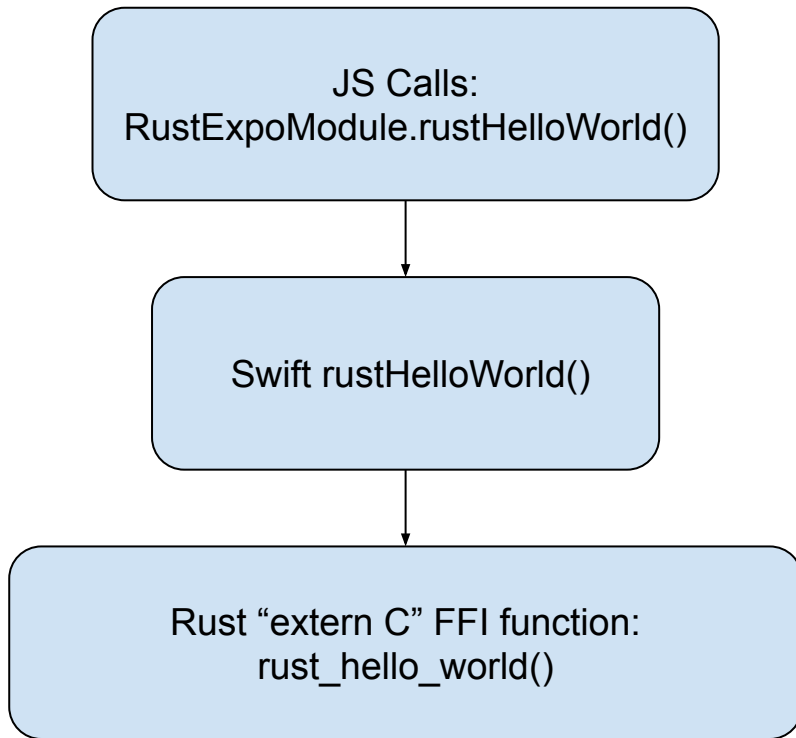 JS Calls:
RustExpoModule.rustHelloWorld()
Swift rustHelloWorld()
Rust “extern C” FFI function:
rust_hello_world()